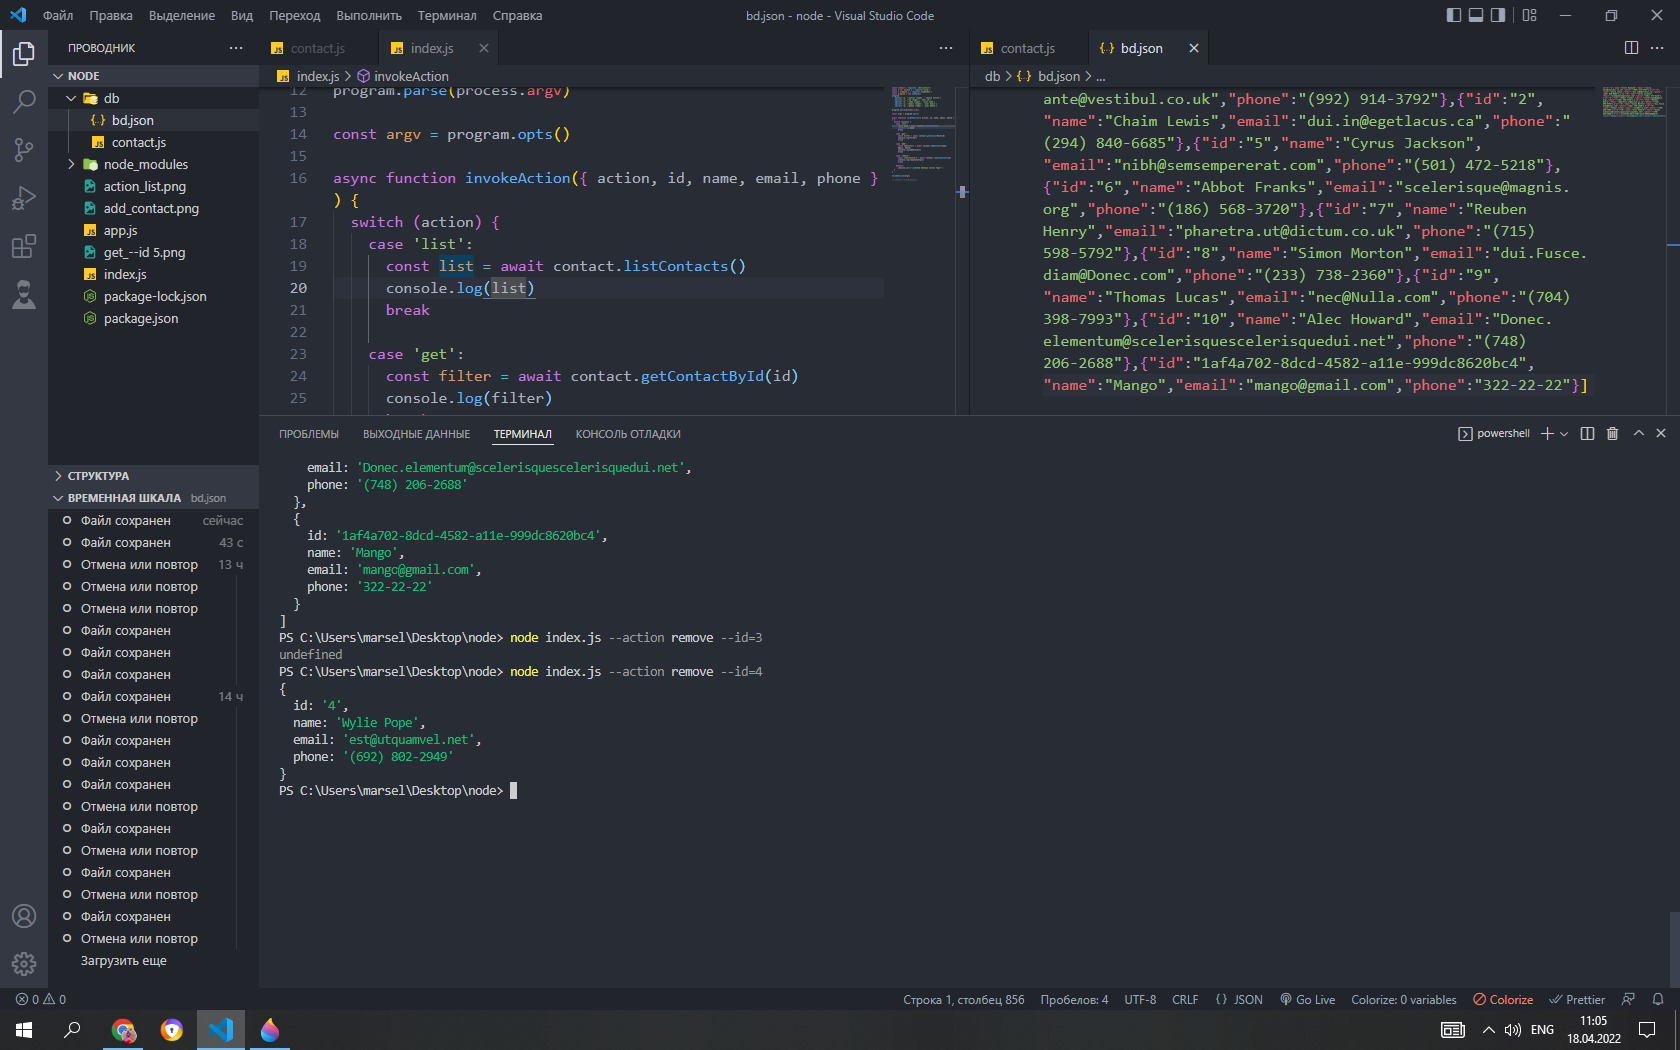 Файл Правка Выделение Вид Переход Выполнить Терминал Справка
bd.json - node - Visual Studio Code
ПРОВОДНИК
NODE
db
bd.json
contact.js
node_modules
action_list.png
add_contact.png
app.js
get_--id 5.png
index.js
package-lock.json
package.json
СТРУКТУРА
ВРЕМЕННАЯ ШКАЛА bd.json
Файл сохранен сейчас
Файл сохранен 43 с
Отмена или повтор 13 ч
Отмена или повтор
Отмена или повтор
Файл сохранен
Файл сохранен
Файл сохранен
Файл сохранен 14 ч
Отмена или повтор
Файл сохранен
Файл сохранен
Файл сохранен
Отмена или повтор
Файл сохранен
Отмена или повтор
Файл сохранен
Отмена или повтор
Файл сохранен
Отмена или повтор
Загрузить еще
JS contact.js JS index.js
JS index.js > invokeAction
12 program.parse(process.argv)
13
14 const argv = program.opts()
15
16 async function invokeAction({ action, id, name, email, phone }
) {
17 switch (action) {
18 case 'list':
19 const list = await contact.listContacts()
20 console.log(list)
21 break
22
23 case 'get':
24 const filter = await contact.getContactById(id)
25 console.log(filter)
JS contact.js {..} bd.json
db > {..} bd.json > ...
ante@vestibul.co.uk","phone":"(992) 914-3792"},{"id":"2",
"name":"Chaim Lewis","email":"dui.in@egetlacus.ca","phone":"
(294) 840-6685"},{"id":"5","name":"Cyrus Jackson",
"email":"nibh@semsempererat.com","phone":"(501) 472-5218"},
{"id":"6","name":"Abbot Franks","email":"scelerisque@magnis.
org","phone":"(186) 568-3720"},{"id":"7","name":"Reuben
Henry","email":"pharetra.ut@dictum.co.uk","phone":"(715)
598-5792"},{"id":"8","name":"Simon Morton","email":"dui.Fusce.
diam@Donec.com","phone":"(233) 738-2360"},{"id":"9",
"name":"Thomas Lucas","email":"nec@Nulla.com","phone":"(704)
398-7993"},{"id":"10","name":"Alec Howard","email":"Donec.
elementum@scelerisquescelerisquedui.net","phone":"(748)
206-2688"},{"id":"1af4a702-8dcd-4582-a11e-999dc8620bc4",
"name":"Mango","email":"mango@gmail.com","phone":"322-22-22"}]
ПРОБЛЕМЫ ВЫХОДНЫЕ ДАННЫЕ ТЕРМИНАЛ КОНСОЛЬ ОТЛАДКИ
powershell
email: 'Donec.elementum@scelerisquescelerisquedui.net',
phone: '(748) 206-2688'
},
{
id: '1af4a702-8dcd-4582-a11e-999dc8620bc4',
name: 'Mango',
email: 'mango@gmail.com',
phone: '322-22-22'
}
]
PS C:\Users\marsel\Desktop\node> node index.js --action remove --id=3
undefined
PS C:\Users\marsel\Desktop\node> node index.js --action remove --id=4
{
id: '4',
name: 'Wylie Pope',
email: 'est@utquamvel.net',
phone: '(692) 802-2949'
}
PS C:\Users\marsel\Desktop\node>
0 0
Строка 1, столбец 856 Пробелов: 4 UTF-8 CRLF {} JSON Go Live Colorize: 0 variables Colorize Prettier
ENG
11:05
18.04.2022